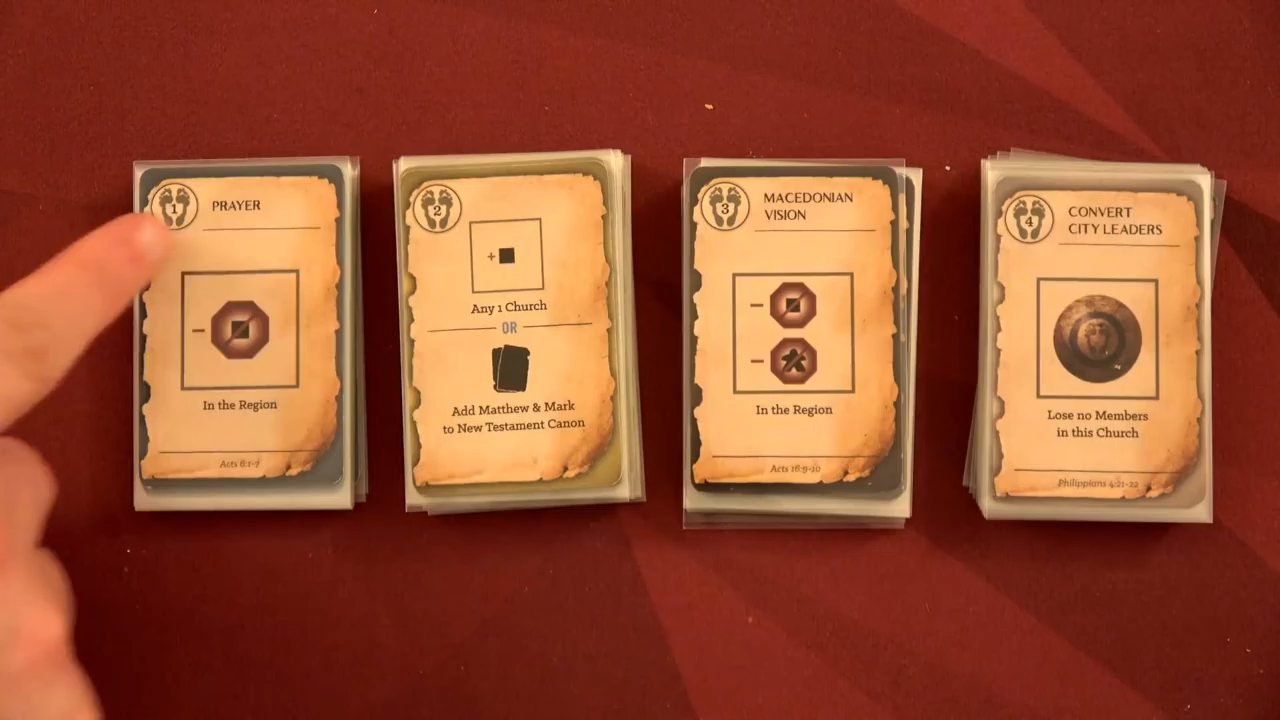 1
PRAYER
In the Region
Acts 6:1-7
2
+
Any 1 Church
OR
Add Matthew & Mark
to New Testament Canon
3
MACEDONIAN
VISION
In the Region
Acts 16:9-10
4
CONVERT
CITY LEADERS
Lose no Members
in this Church
Philippians 4:21-22